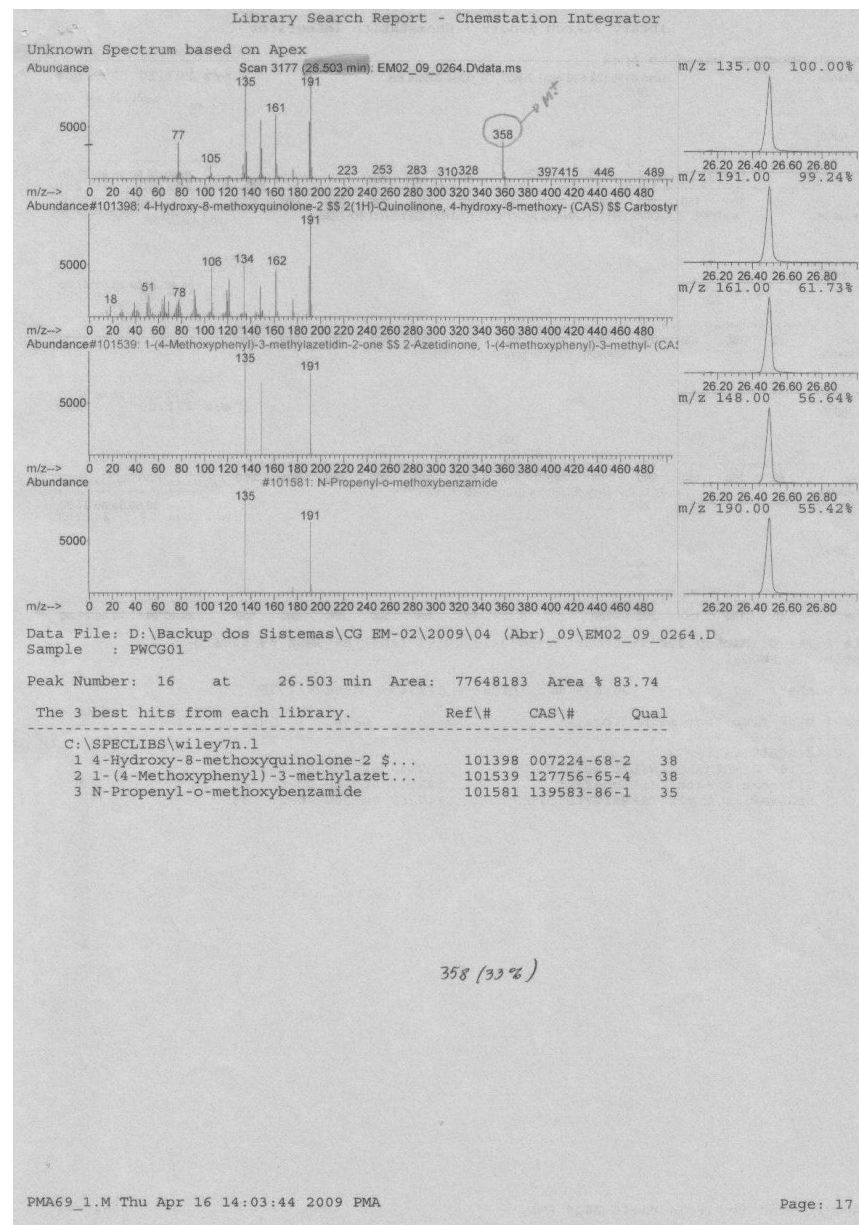 Library Search Report - Chemstation Integrator
Unknown Spectrum based on Apex
Abundance
Scan 3177 (26.503 min): EM02_09_0264.D\data.ms
135 191
161
5000
77
105
358
223 253 283 310328 397415 446 489
m/z--> 0 20 40 60 80 100 120 140 160 180 200 220 240 260 280 300 320 340 360 380 400 420 440 460 480
Abundance#101398: 4-Hydroxy-8-methoxyquinolone-2 $$ 2(1H)-Quinolinone, 4-hydroxy-8-methoxy- (CAS) $$ Carbostyr
191
5000
106 134 162
51 78
18
m/z--> 0 20 40 60 80 100 120 140 160 180 200 220 240 260 280 300 320 340 360 380 400 420 440 460 480
Abundance#101539: 1-(4-Methoxyphenyl)-3-methylazetidin-2-one $$ 2-Azetidinone, 1-(4-methoxyphenyl)-3-methyl- (CAS
135
191
5000
m/z--> 0 20 40 60 80 100 120 140 160 180 200 220 240 260 280 300 320 340 360 380 400 420 440 460 480
Abundance #101581: N-Propenyl-o-methoxybenzamide
135
191
5000
m/z--> 0 20 40 60 80 100 120 140 160 180 200 220 240 260 280 300 320 340 360 380 400 420 440 460 480
m/z 135.00 100.00%
26.20 26.40 26.60 26.80
m/z 191.00 99.24%
26.20 26.40 26.60 26.80
m/z 161.00 61.73%
26.20 26.40 26.60 26.80
m/z 148.00 56.64%
26.20 26.40 26.60 26.80
m/z 190.00 55.42%
26.20 26.40 26.60 26.80
Data File: D:\Backup dos Sistemas\CG EM-02\2009\04 (Abr)_09\EM02_09_0264.D
Sample : PWCG01
Peak Number: 16 at 26.503 min Area: 77648183 Area % 83.74
The 3 best hits from each library. Ref\# CAS\# Qual
C:\SPECLIBS\wiley7n.l
1 4-Hydroxy-8-methoxyquinolone-2 $... 101398 007224-68-2 38
2 1-(4-Methoxyphenyl)-3-methylazet... 101539 127756-65-4 38
3 N-Propenyl-o-methoxybenzamide 101581 139583-86-1 35
358 (33%)
PMA69_1.M Thu Apr 16 14:03:44 2009 PMA Page: 17